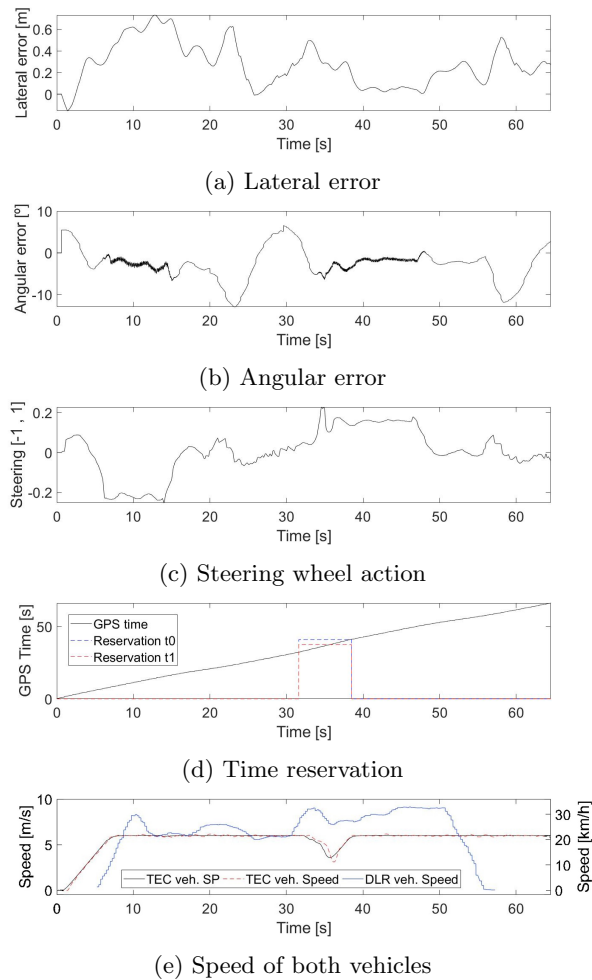 Lateral error [m]
0.6
0.4
0.2
0
0 10 20 30 40 50 60
Time [s]
(a) Lateral error
Angular error [º]
10
0
-10
0 10 20 30 40 50 60
Time [s]
(b) Angular error
Steering [-1 , 1]
0.2
0
-0.2
0 10 20 30 40 50 60
Time [s]
(c) Steering wheel action
GPS Time [s]
50
0
GPS time
Reservation t0
Reservation t1
0 10 20 30 40 50 60
Time [s]
(d) Time reservation
Speed [m/s]
10
5
0
TEC veh. SP TEC veh. Speed DLR veh. Speed
30
20
10
0
Speed [km/h]
0 10 20 30 40 50 60
Time [s]
(e) Speed of both vehicles